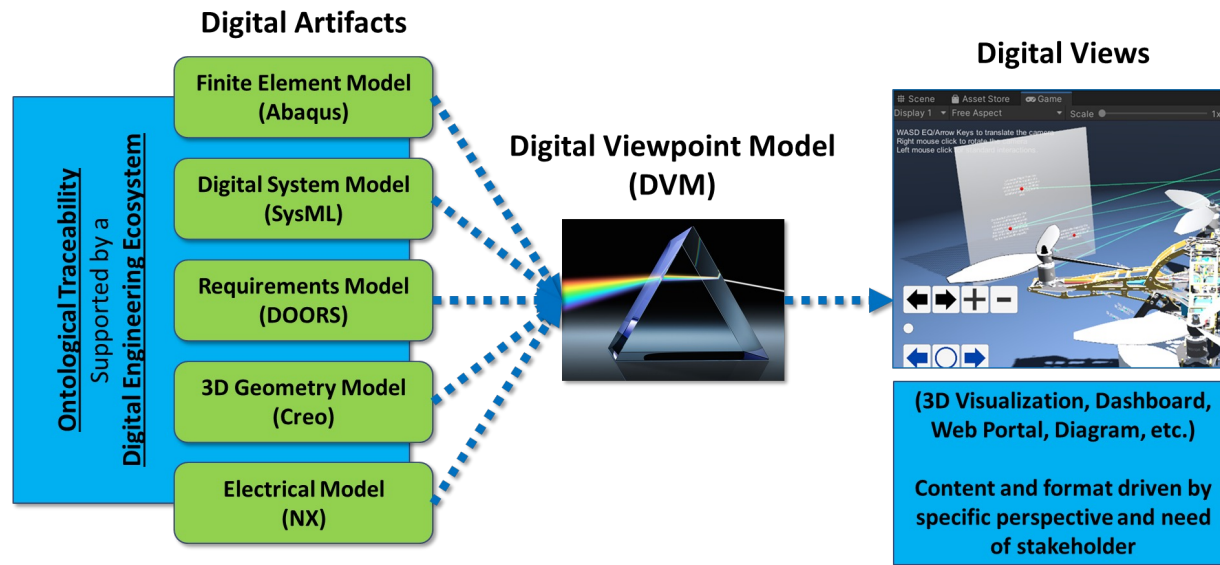 Digital Artifacts
Finite Element Model
(Abaqus)
Digital System Model
(SysML)
Requirements Model
(DOORS)
3D Geometry Model
(Creo)
Electrical Model
(NX)
Ontological Traceability
Supported by a
Digital Engineering Ecosystem
Digital Viewpoint Model
(DVM)
Digital Views
Scene Asset Store Game
Display 1 Free Aspect Scale 1x
WASD EQ/Arrow Keys to translate the camera
Right mouse click to rotate the
Left mouse click
(3D Visualization, Dashboard,
Web Portal, Diagram, etc.)
Content and format driven by
specific perspective and need
of stakeholder